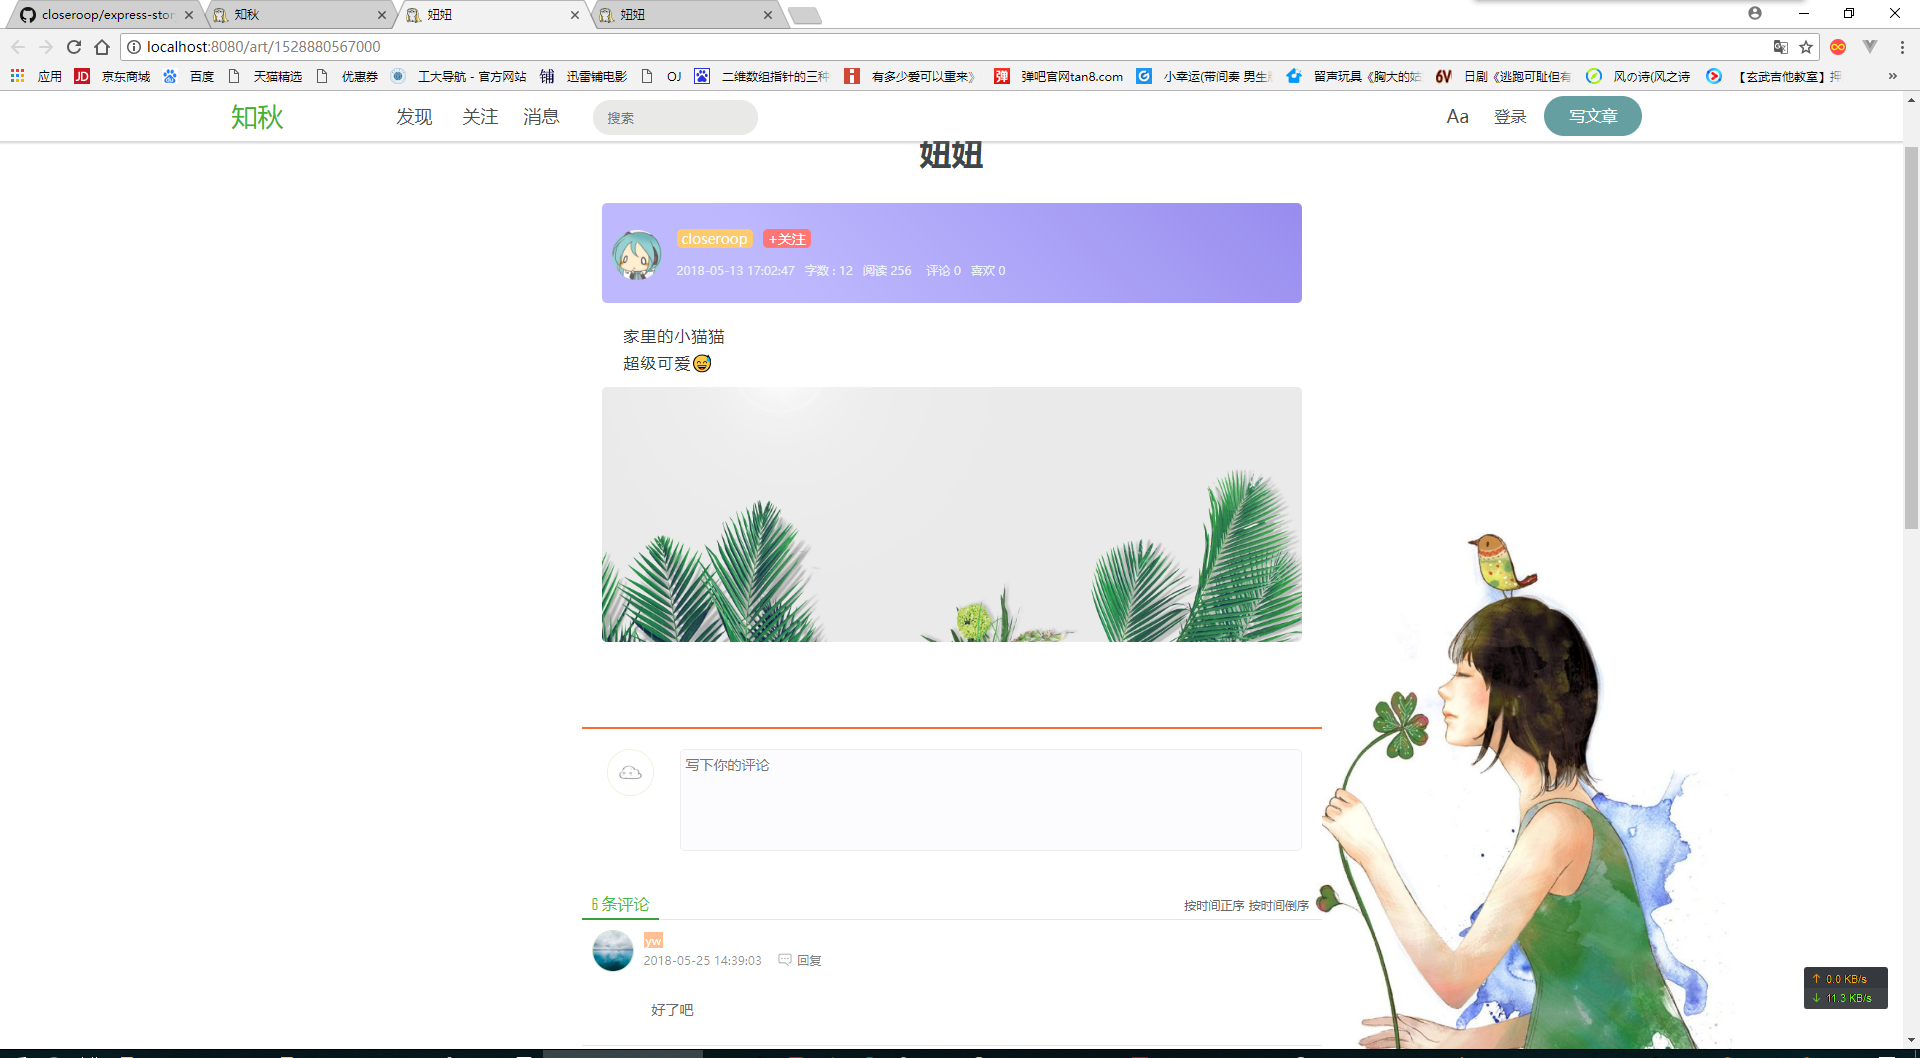 closeroop/express-stor
知秋
妞妞
妞妞
localhost:8080/art/1528880567000
应用
京东商城
百度
天猫精选
优惠券
工大导航 - 官方网站
迅雷铺电影
OJ
二维数组指针的三种
有多少爱可以重来》
弹吧官网tan8.com
小幸运(带间奏 男生
留声玩具《胸大的姑
日剧《逃跑可耻但有
风の诗(风之诗
【玄武吉他教室】押
»
知秋
发现
关注
消息
搜索
Aa
登录
写文章
妞妞
closeroop +关注
2018-05-13 17:02:47 字数 : 12 阅读 256 评论 0 喜欢 0
家里的小猫猫
超级可爱😅
写下你的评论
6 条评论
按时间正序 按时间倒序
yw
2018-05-25 14:39:03 回复
好了吧
↑ 0.0 KB/s
↓ 11.3 KB/s